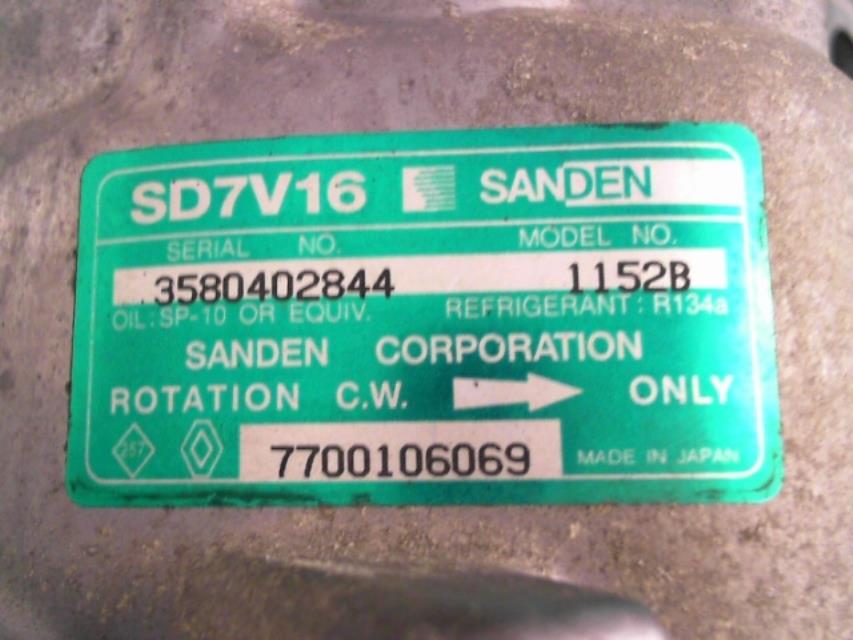 SD7V16 SANDEN
SERIAL NO. MODEL NO.
3580402844 1152B
OIL:SP-10 OR EQUIV. REFRIGERANT: R134a
SANDEN CORPORATION
ROTATION C.W. ONLY
257 7700106069 MADE IN JAPAN